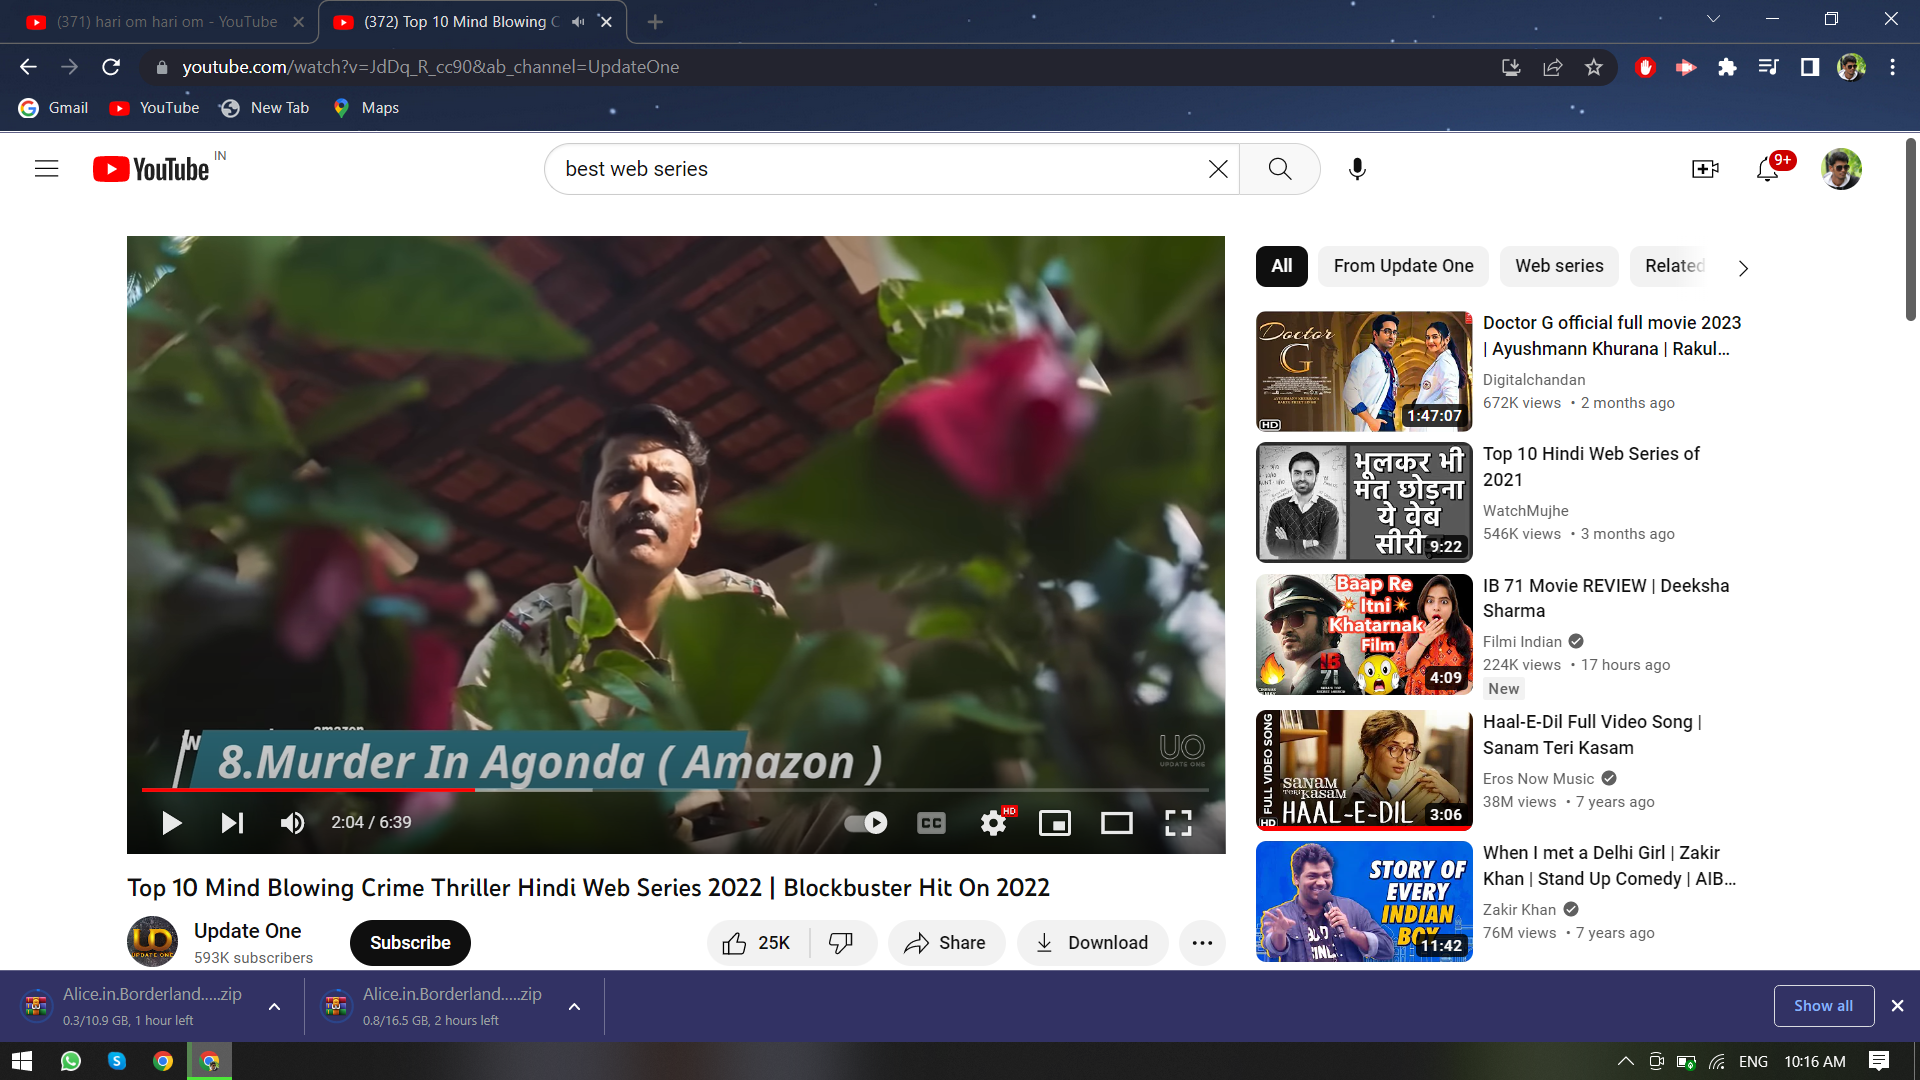 (371) hari om hari om - YouTube
(372) Top 10 Mind Blowing C
youtube.com/watch?v=JdDq_R_cc90&ab_channel=UpdateOne
Gmail
YouTube
New Tab
Maps
YouTube
IN
best web series
9+
8.Murder In Agonda ( Amazon )
UO
UPDATE ONE
2:04 / 6:39
CC
HD
Top 10 Mind Blowing Crime Thriller Hindi Web Series 2022 | Blockbuster Hit On 2022
Update One
593K subscribers
Subscribe
25K
Share
Download
All
From Update One
Web series
Related
Doctor
G
HD
1:47:07
Doctor G official full movie 2023
| Ayushmann Khurana | Rakul...
Digitalchandan
672K views • 2 months ago
भूलकर भी
मत छोड़ना
ये वेब
सीरी
9:22
Top 10 Hindi Web Series of
2021
WatchMujhe
546K views • 3 months ago
Baap Re
Itni
Khatarnak
Film
IB
71
4:09
IB 71 Movie REVIEW | Deeksha
Sharma
Filmi Indian
224K views • 17 hours ago
New
FULL VIDEO SONG
HD
SANAM
TERI KASAM
HAAL-E-DIL
3:06
Haal-E-Dil Full Video Song |
Sanam Teri Kasam
Eros Now Music
38M views • 7 years ago
STORY OF
EVERY
INDIAN
BOY
11:42
When I met a Delhi Girl | Zakir
Khan | Stand Up Comedy | AIB...
Zakir Khan
76M views • 7 years ago
Alice.in.Borderland.....zip
0.3/10.9 GB, 1 hour left
Alice.in.Borderland.....zip
0.8/16.5 GB, 2 hours left
Show all
ENG
10:16 AM